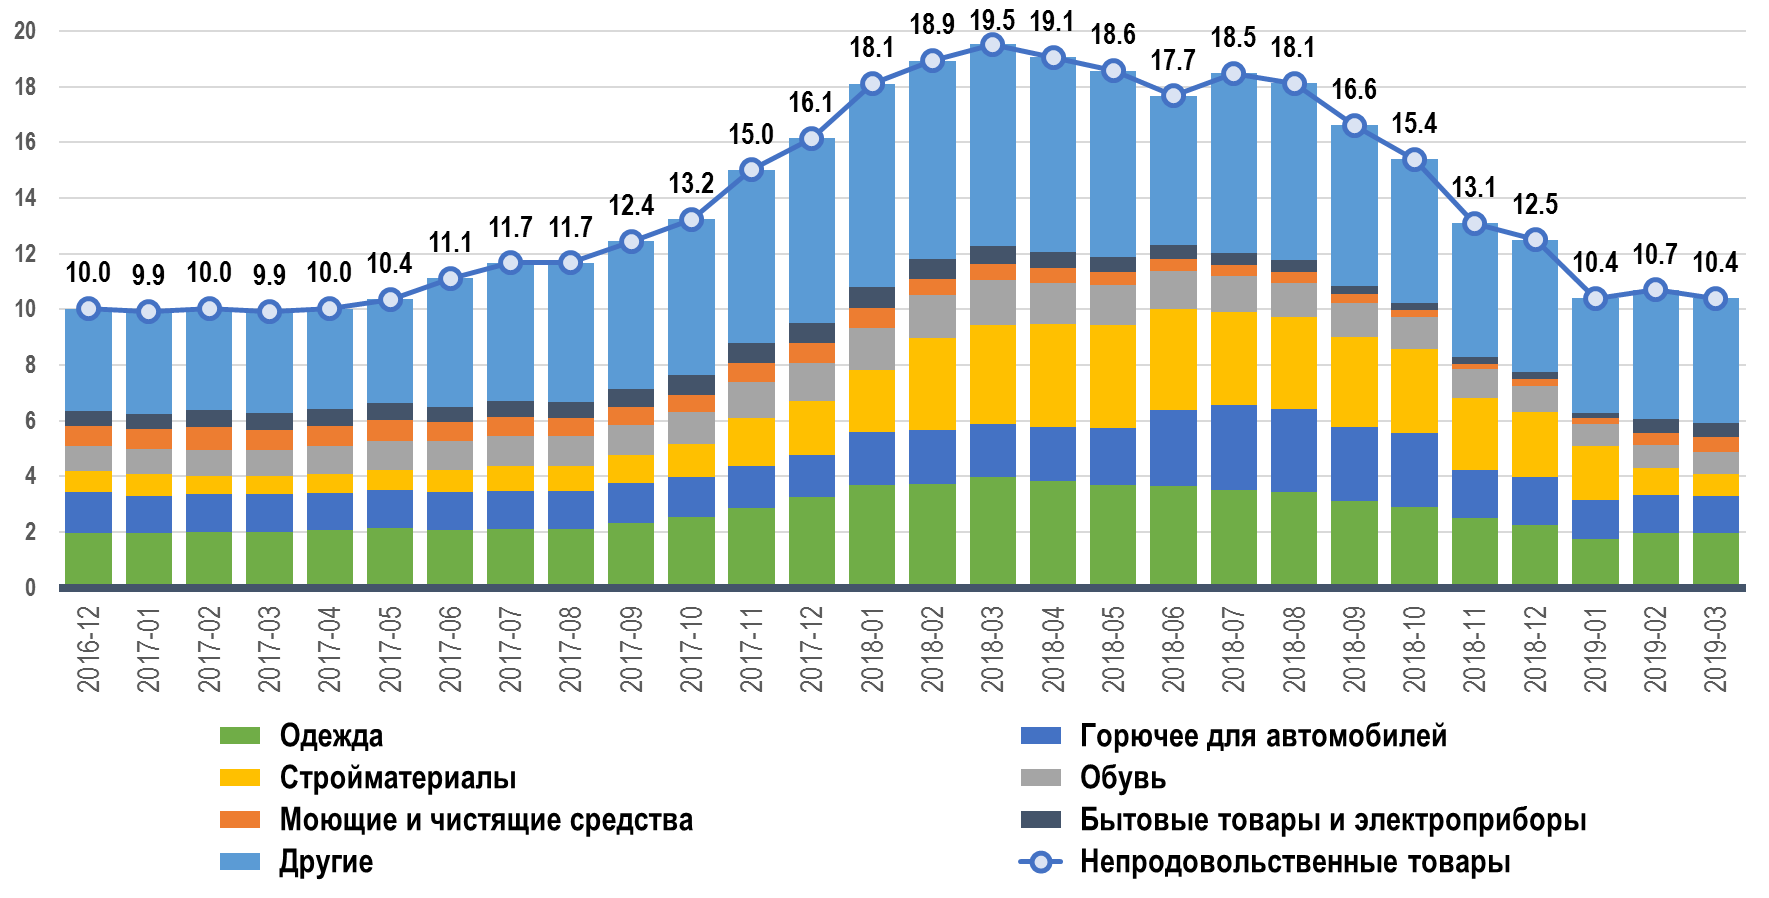 20
18
16
14
12
10
8
6
4
2
0
10.0 9.9 10.0 9.9 10.0 10.4 11.1 11.7 11.7 12.4 13.2 15.0 16.1 18.1 18.9 19.5 19.1 18.6 17.7 18.5 18.1 16.6 15.4 13.1 12.5 10.4 10.7 10.4
2016-12 2017-01 2017-02 2017-03 2017-04 2017-05 2017-06 2017-07 2017-08 2017-09 2017-10 2017-11 2017-12 2018-01 2018-02 2018-03 2018-04 2018-05 2018-06 2018-07 2018-08 2018-09 2018-10 2018-11 2018-12 2019-01 2019-02 2019-03
Одежда Горючее для автомобилей
Стройматериалы Обувь
Моющие и чистящие средства Бытовые товары и электроприборы
Другие Непродовольственные товары